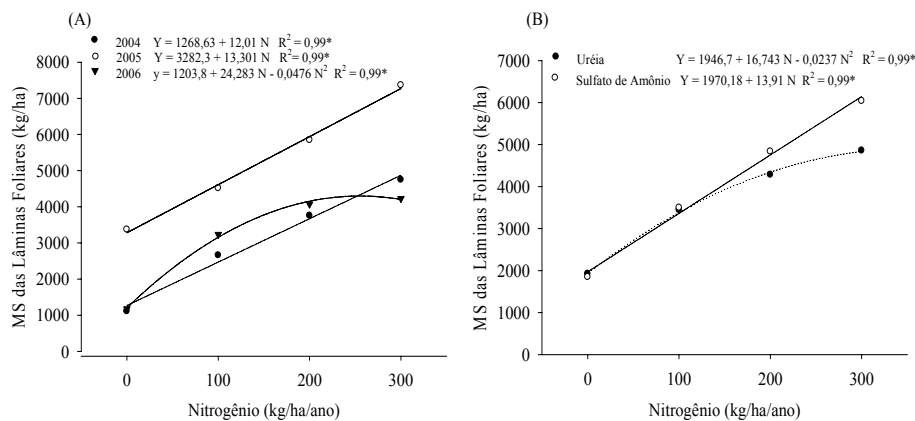 (A)
2004 Y = 1268,63 + 12,01 N R² = 0,99*
2005 Y = 3282,3 + 13,301 N R² = 0,99*
2006 y = 1203,8 + 24,283 N - 0,0476 N² R² = 0,99*
MS das Lâminas Foliares (kg/ha)
8000
7000
6000
5000
4000
3000
2000
1000
0
0 100 200 300
Nitrogênio (kg/ha/ano)
(B)
Uréia Y = 1946,7 + 16,743 N - 0,0237 N² R² = 0,99*
Sulfato de Amônio Y = 1970,18 + 13,91 N R² = 0,99*
MS das Lâminas Foliares (kg/ha)
7000
6000
5000
4000
3000
2000
1000
0
0 100 200 300
Nitrogênio (kg/ha/ano)